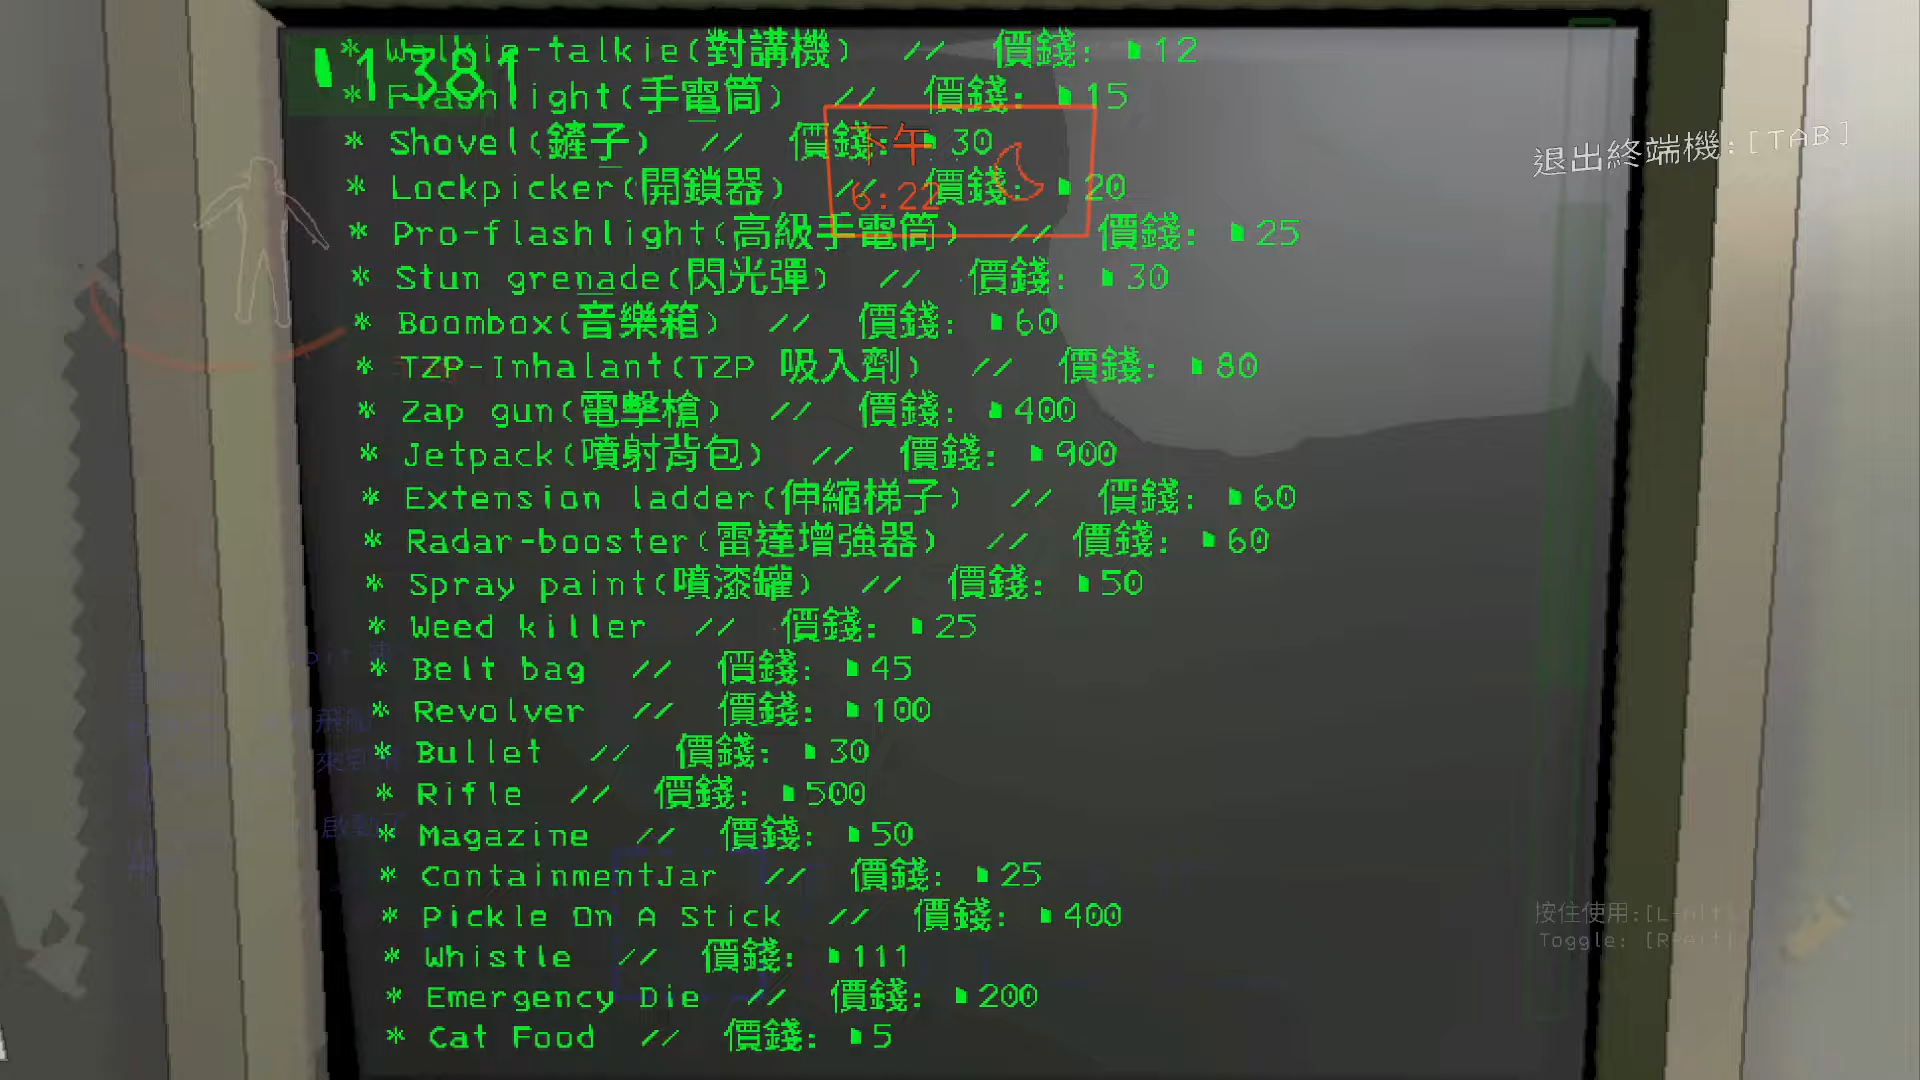 * Walkie-talkie(對講機) // 價錢: ▮12
1381
* Flashlight(手電筒) // 價錢: ▮15
* Shovel(鏟子) // 價錢: ▮30
下午
6:22
退出終端機:[TAB]
* Lockpicker(開鎖器) // 價錢: ▮20
* Pro-flashlight(高級手電筒) // 價錢: ▮25
* Stun grenade(閃光彈) // 價錢: ▮30
* Boombox(音樂箱) // 價錢: ▮60
* TZP-Inhalant(TZP 吸入劑) // 價錢: ▮80
* Zap gun(電擊槍) // 價錢: ▮400
* Jetpack(噴射背包) // 價錢: ▮900
* Extension ladder(伸縮梯子) // 價錢: ▮60
* Radar-booster(雷達增強器) // 價錢: ▮60
* Spray paint(噴漆罐) // 價錢: ▮50
* Weed killer // 價錢: ▮25
* Belt bag // 價錢: ▮45
* Revolver // 價錢: ▮100
* Bullet // 價錢: ▮30
* Rifle // 價錢: ▮500
* Magazine // 價錢: ▮50
* ContainmentJar // 價錢: ▮25
* Pickle On A Stick // 價錢: ▮400
按住使用:[L-Alt]
Toggle: [R-Alt]
* Whistle // 價錢: ▮111
* Emergency Die // 價錢: ▮200
* Cat Food // 價錢: ▮5